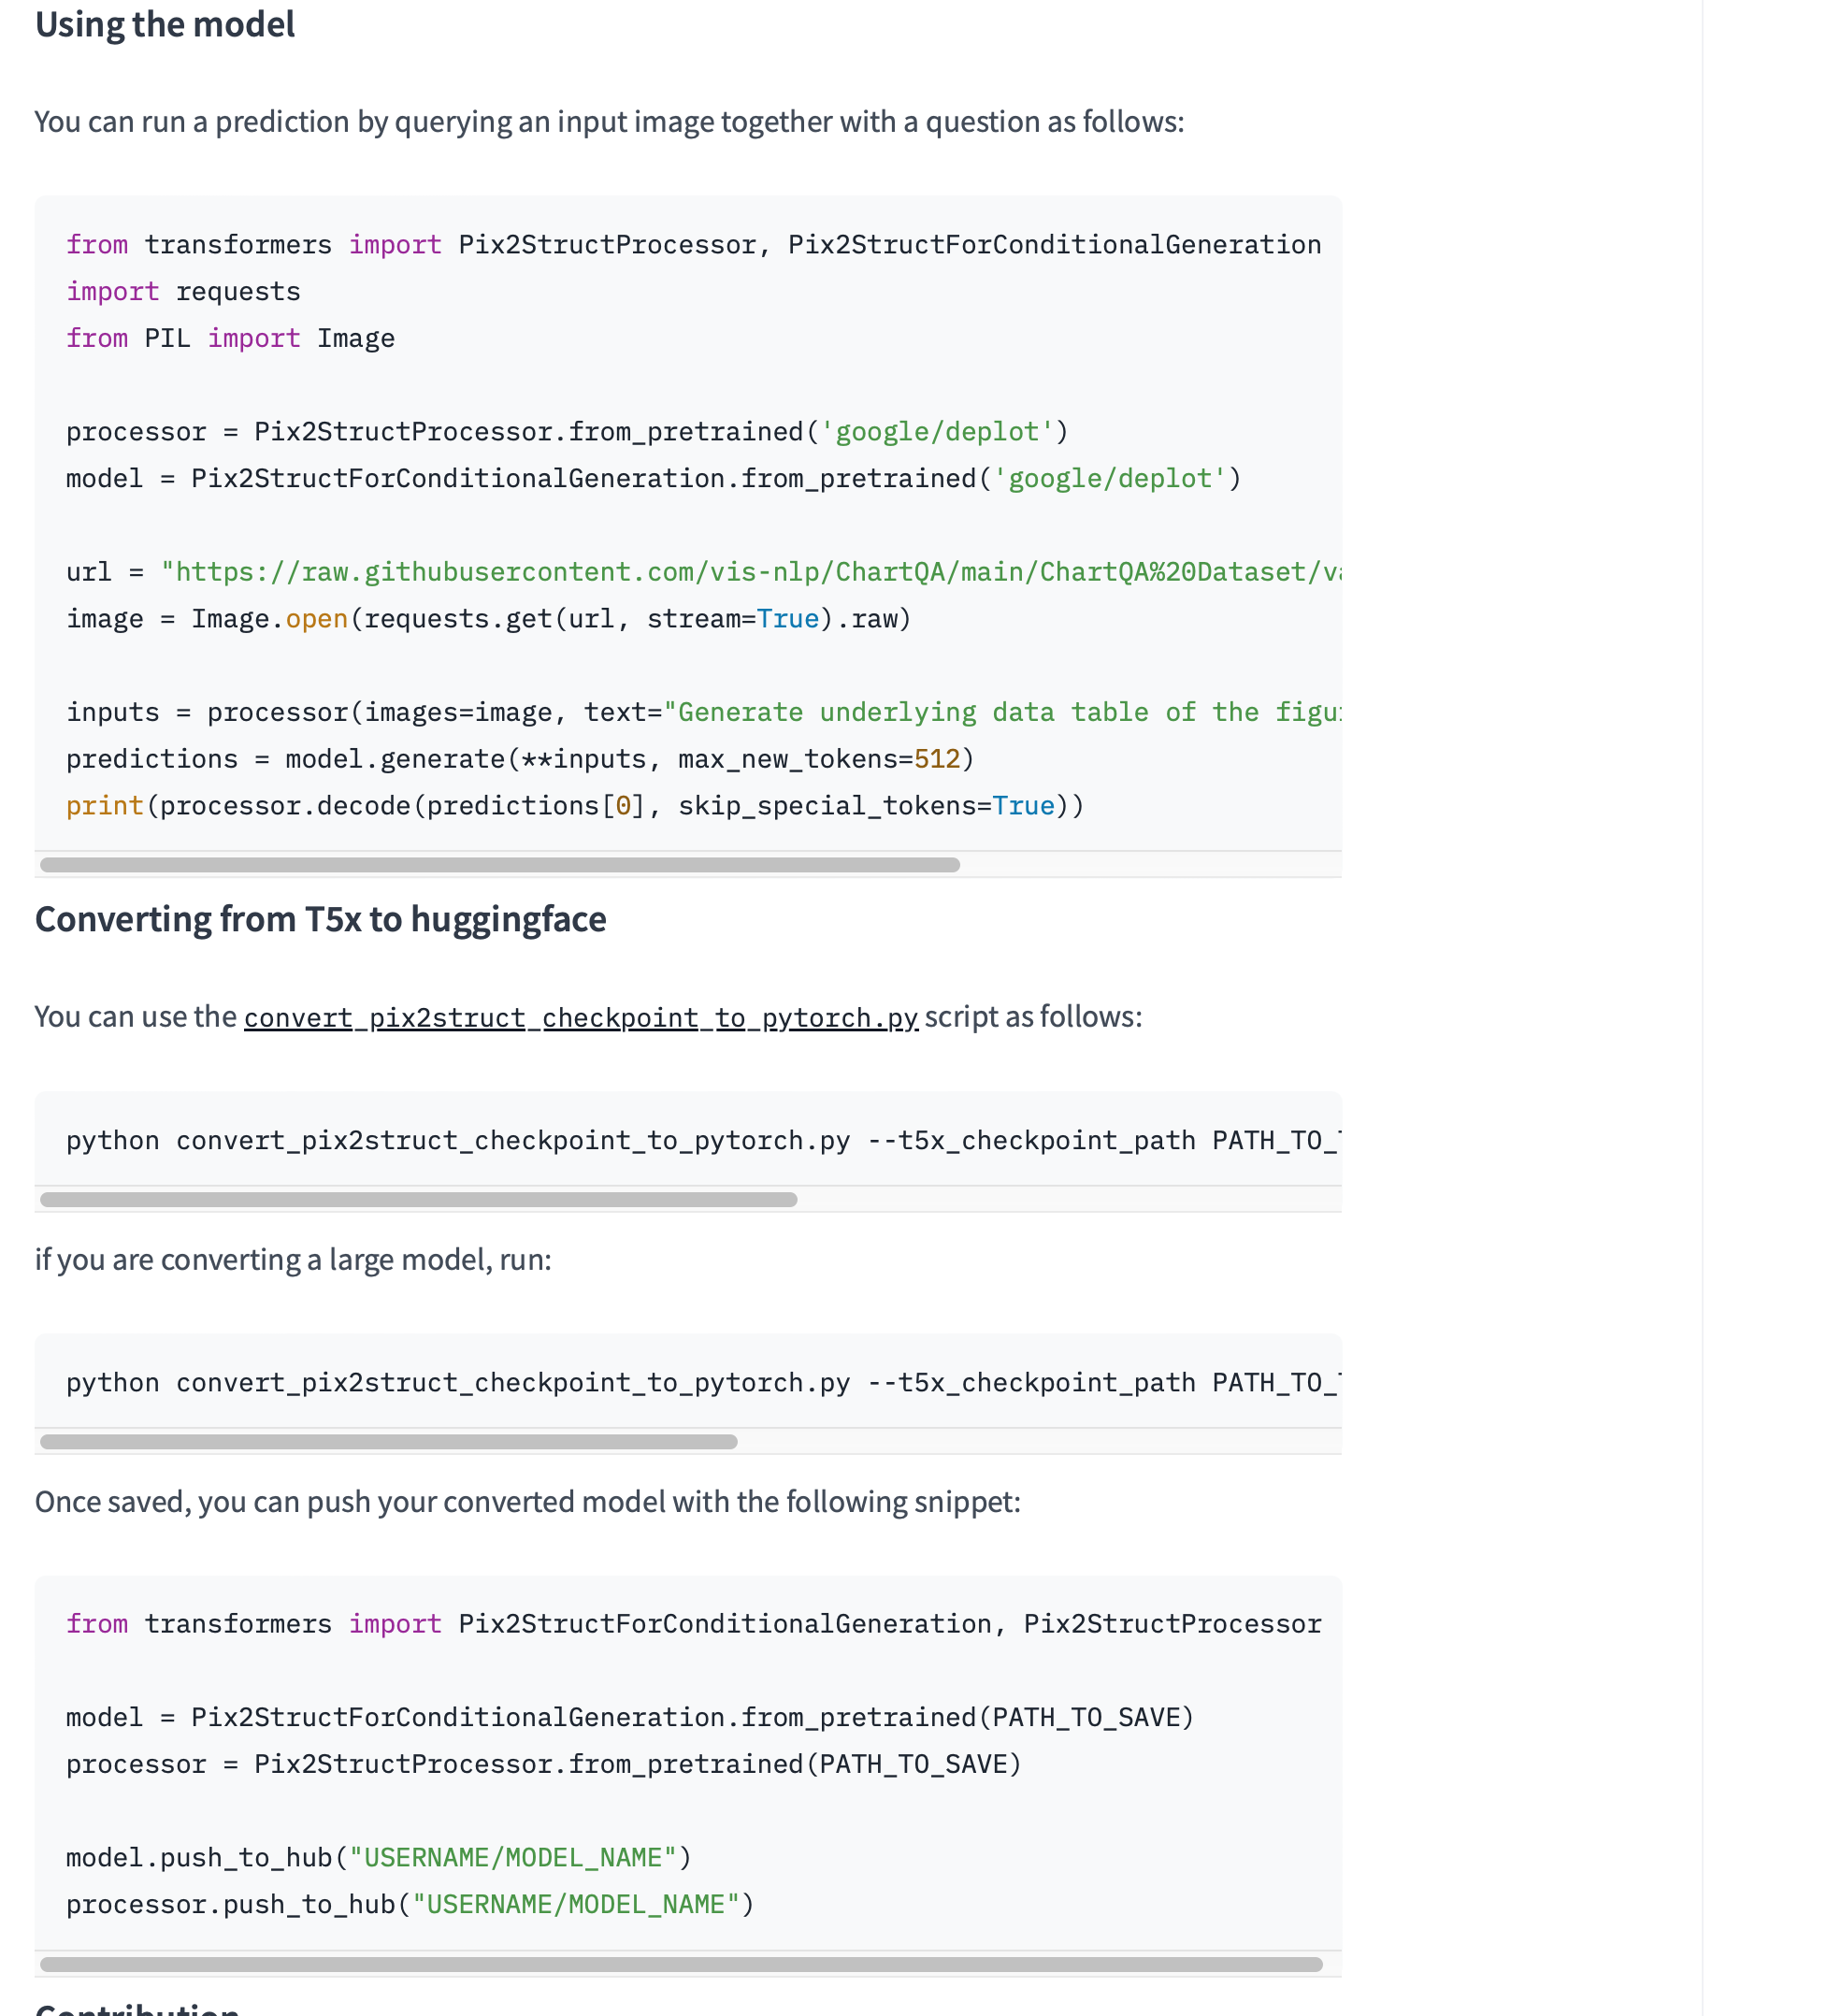 Using the model
You can run a prediction by querying an input image together with a question as follows:
from transformers import Pix2StructProcessor, Pix2StructForConditionalGeneration
import requests
from PIL import Image
processor = Pix2StructProcessor.from_pretrained('google/deplot')
model = Pix2StructForConditionalGeneration.from_pretrained('google/deplot')
url = "https://raw.githubusercontent.com/vis-nlp/ChartQA/main/ChartQA%20Dataset/va
image = Image.open(requests.get(url, stream=True).raw)
inputs = processor(images=image, text="Generate underlying data table of the figu
predictions = model.generate(**inputs, max_new_tokens=512)
print(processor.decode(predictions[0], skip_special_tokens=True))
Converting from T5x to huggingface
You can use the convert_pix2struct_checkpoint_to_pytorch.py script as follows:
python convert_pix2struct_checkpoint_to_pytorch.py --t5x_checkpoint_path PATH_TO_
if you are converting a large model, run:
python convert_pix2struct_checkpoint_to_pytorch.py --t5x_checkpoint_path PATH_TO_
Once saved, you can push your converted model with the following snippet:
from transformers import Pix2StructForConditionalGeneration, Pix2StructProcessor
model = Pix2StructForConditionalGeneration.from_pretrained(PATH_TO_SAVE)
processor = Pix2StructProcessor.from_pretrained(PATH_TO_SAVE)
model.push_to_hub("USERNAME/MODEL_NAME")
processor.push_to_hub("USERNAME/MODEL_NAME")
Contribution